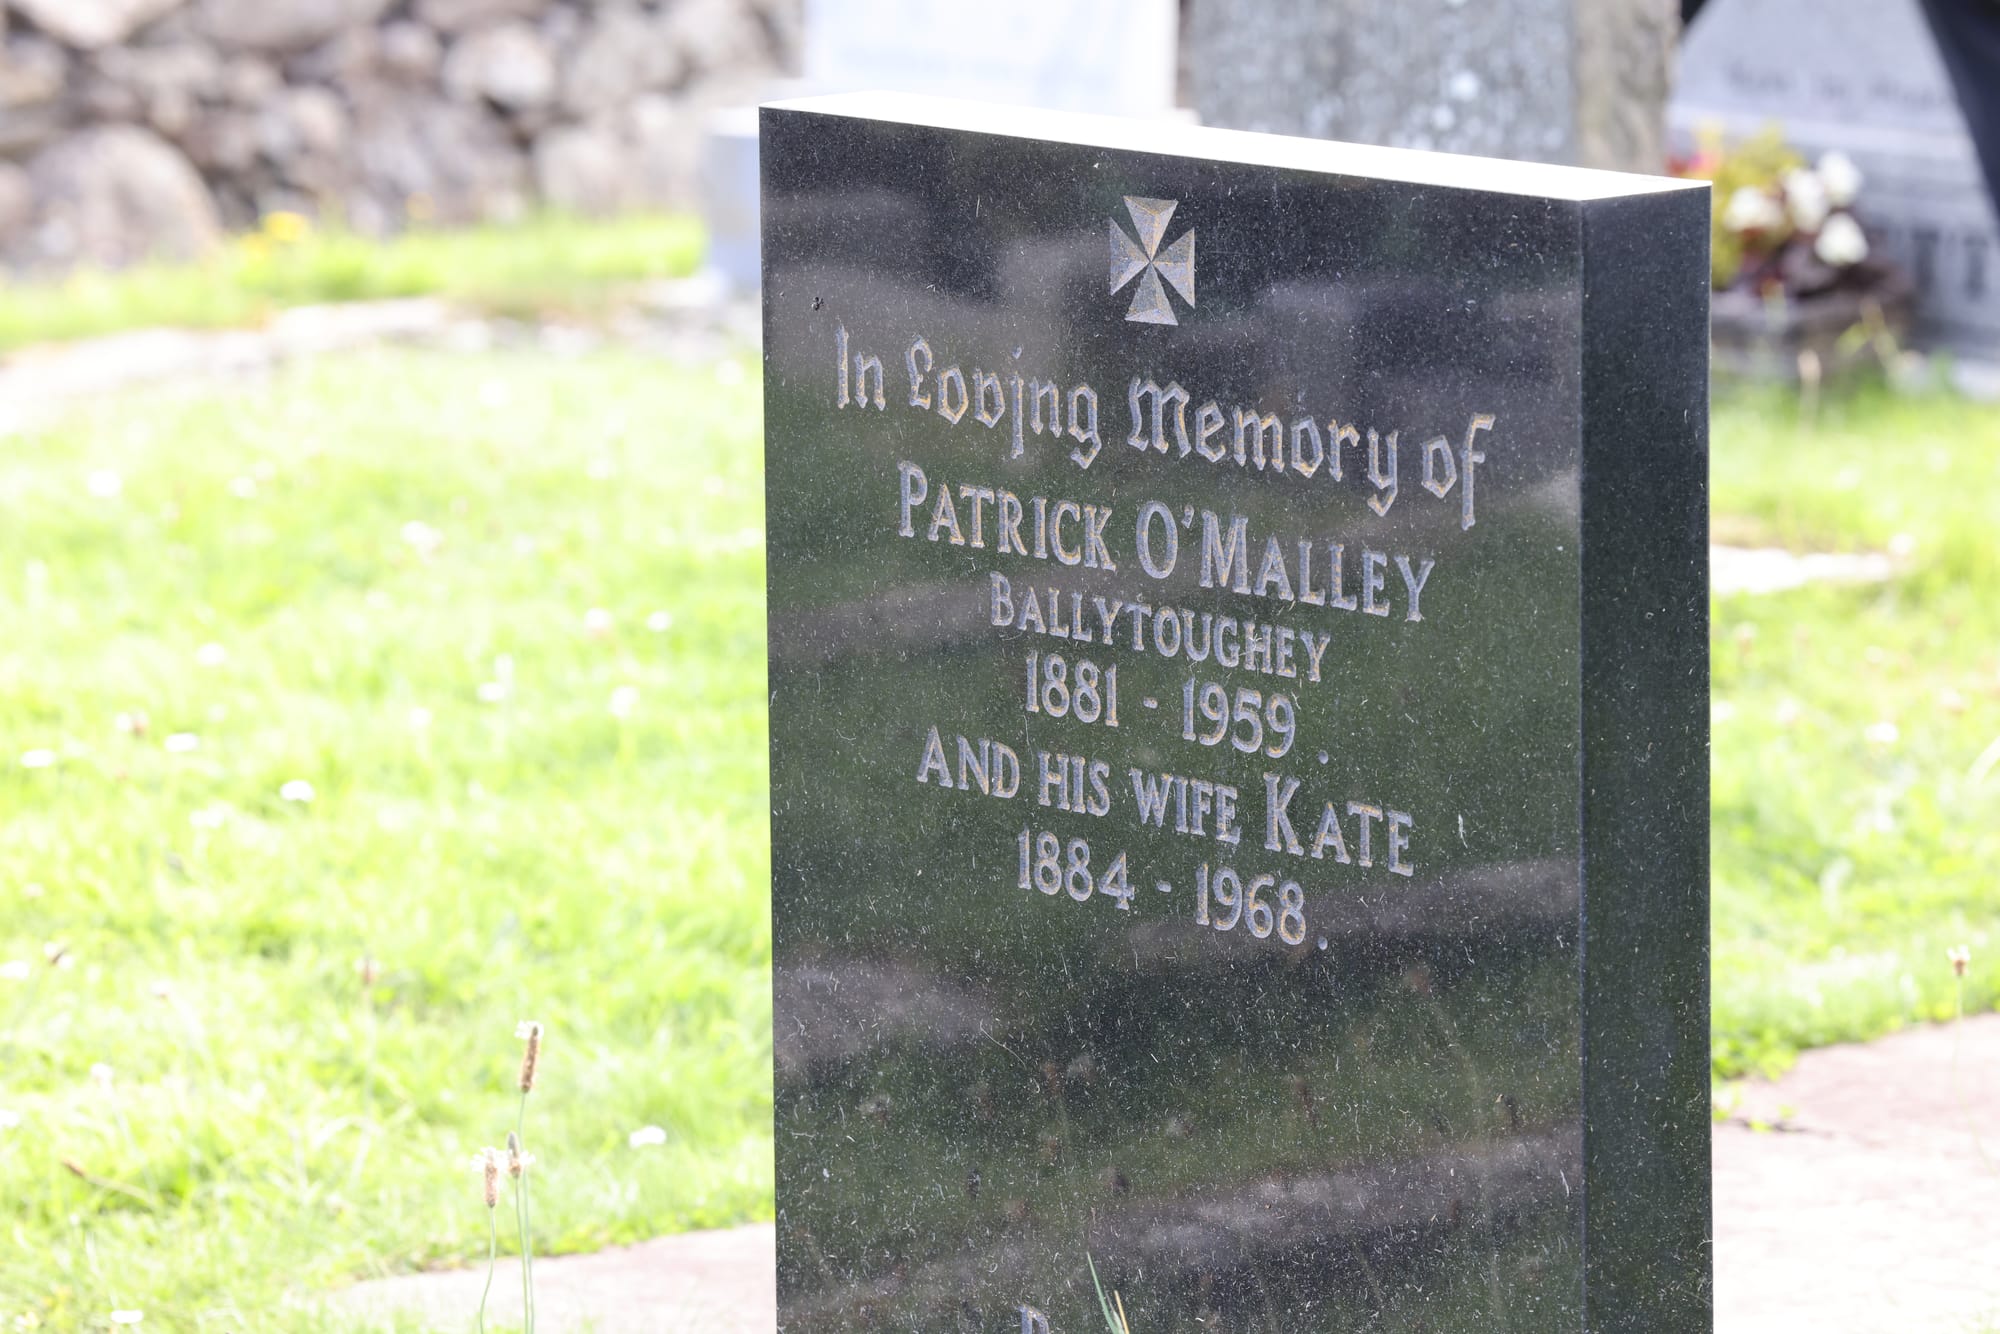 In Loving Memory of
PATRICK O'MALLEY
BALLYTOUGHEY
1881 - 1959.
AND HIS WIFE KATE
1884 - 1968.